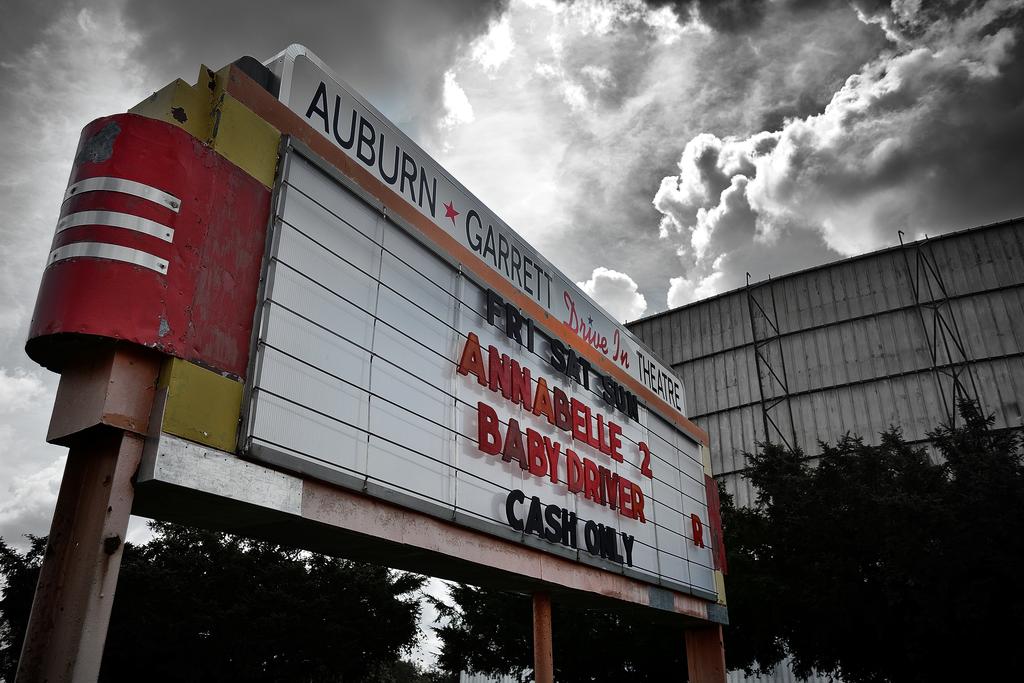 AUBURN ★ GARRETT Drive In THEATRE
FRI SAT SUN
ANNABELLE 2
BABY DRIVER R
CASH ONLY